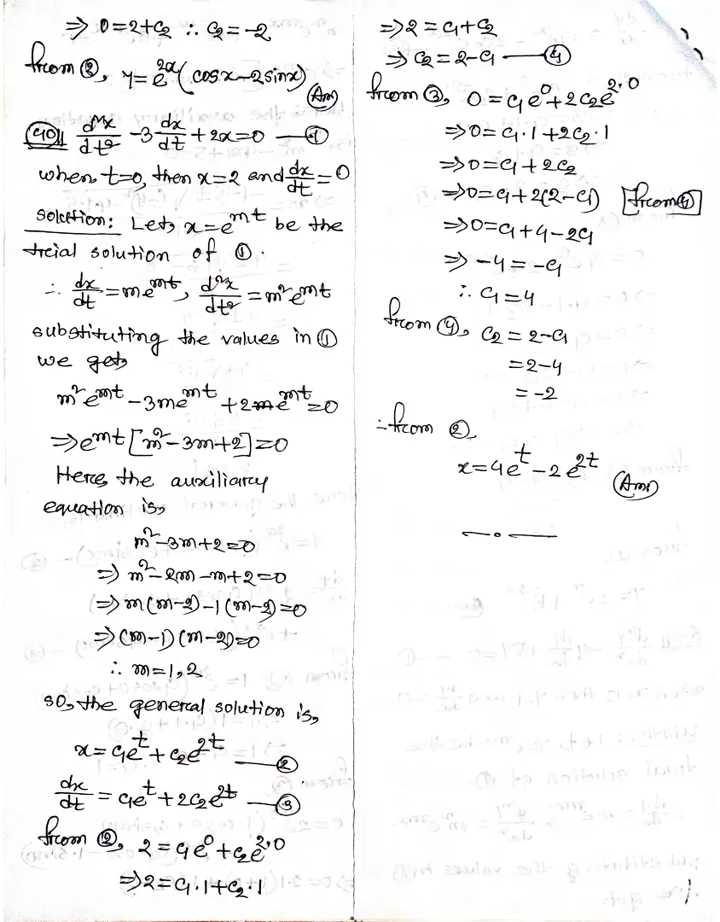 ⇒ 0=2+C₂ ∴ C₂=-2
from ②, y=e^{2x}(cosx-2sinx)
(Ans)
d²x/dt² -3 dx/dt +2x=0 —①
when t=0, then x=2 and dx/dt=0
solution: Let, x=e^{mt} be the
trial solution of ①.
∴ dx/dt=me^{mt}, d²x/dt²=m²e^{mt}
substituting the values in ①
we get,
m²e^{mt}-3me^{mt}+2e^{mt}=0
⇒e^{mt}[m²-3m+2]=0
Here, the auxiliary
equation is,
m²-3m+2=0
⇒ m²-2m-m+2=0
⇒m(m-2)-1(m-2)=0
⇒(m-1)(m-2)=0
∴ m=1,2
so, the general solution is,
x=C₁e^t+C₂e^{2t} —②
dx/dt=C₁e^t+2C₂e^{2t} —③
from ②, 2=C₁e^0+C₂e^{2.0}
⇒2=C₁.1+C₂.1
⇒2=C₁+C₂
⇒C₂=2-C₁ —④
from ③, 0=C₁e^0+2C₂e^{2.0}
⇒0=C₁.1+2C₂.1
⇒0=C₁+2C₂
⇒0=C₁+2(2-C₁) [from ④]
⇒0=C₁+4-2C₁
⇒-4=-C₁
∴ C₁=4
from ④, C₂=2-C₁
=2-4
=-2
∴from ②
x=4e^t-2e^{2t}
(Ans)